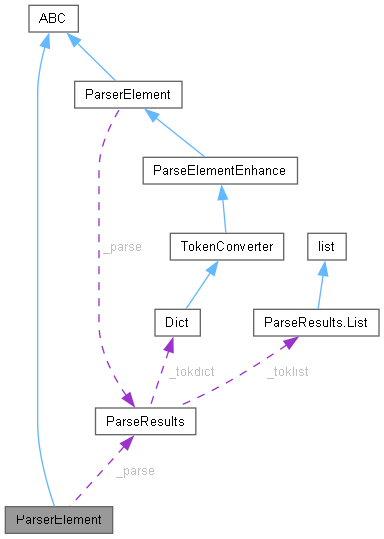 ABC
ParserElement
ParseElementEnhance
_parse
TokenConverter
list
Dict
ParseResults.List
_tokdict
_toklist
ParseResults
_parse
ParserElement